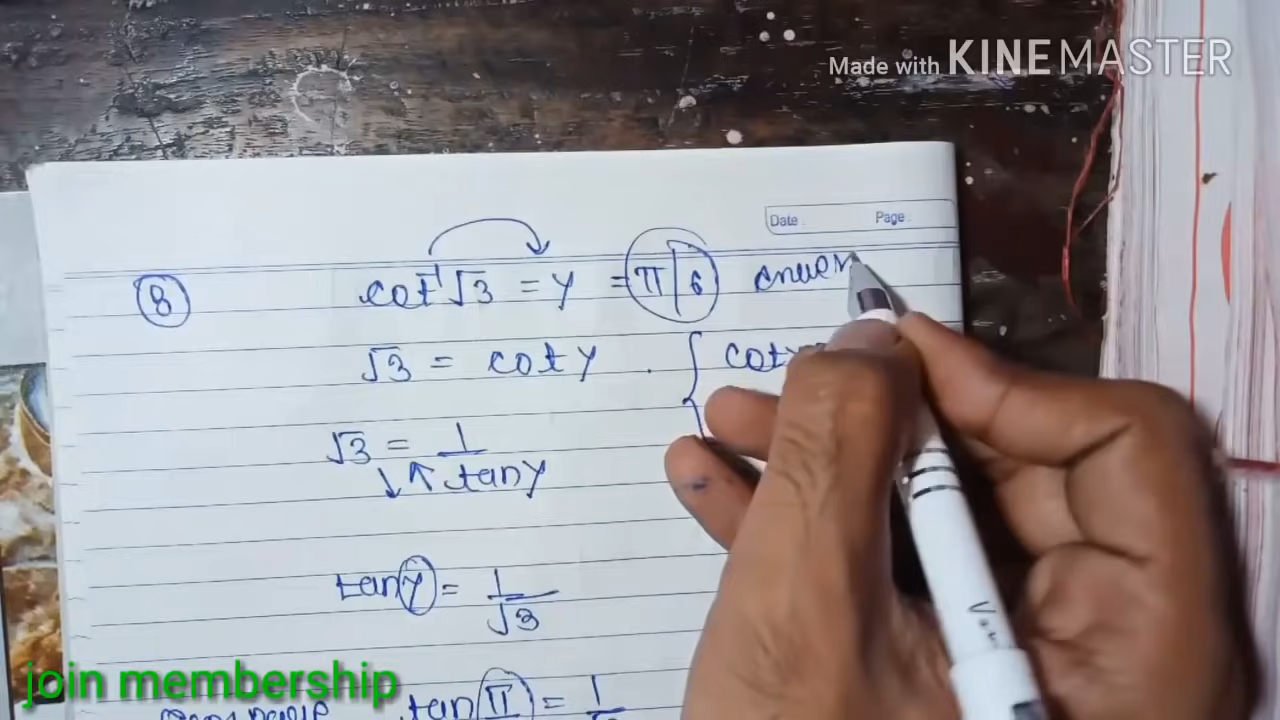 Made with KINEMASTER
Date : Page :
8 cot⁻¹ √3 = y = π/6
√3 = cot y . { cot y
√3 = 1/tan y
tan y = 1/√3
join membership
tan π = 1